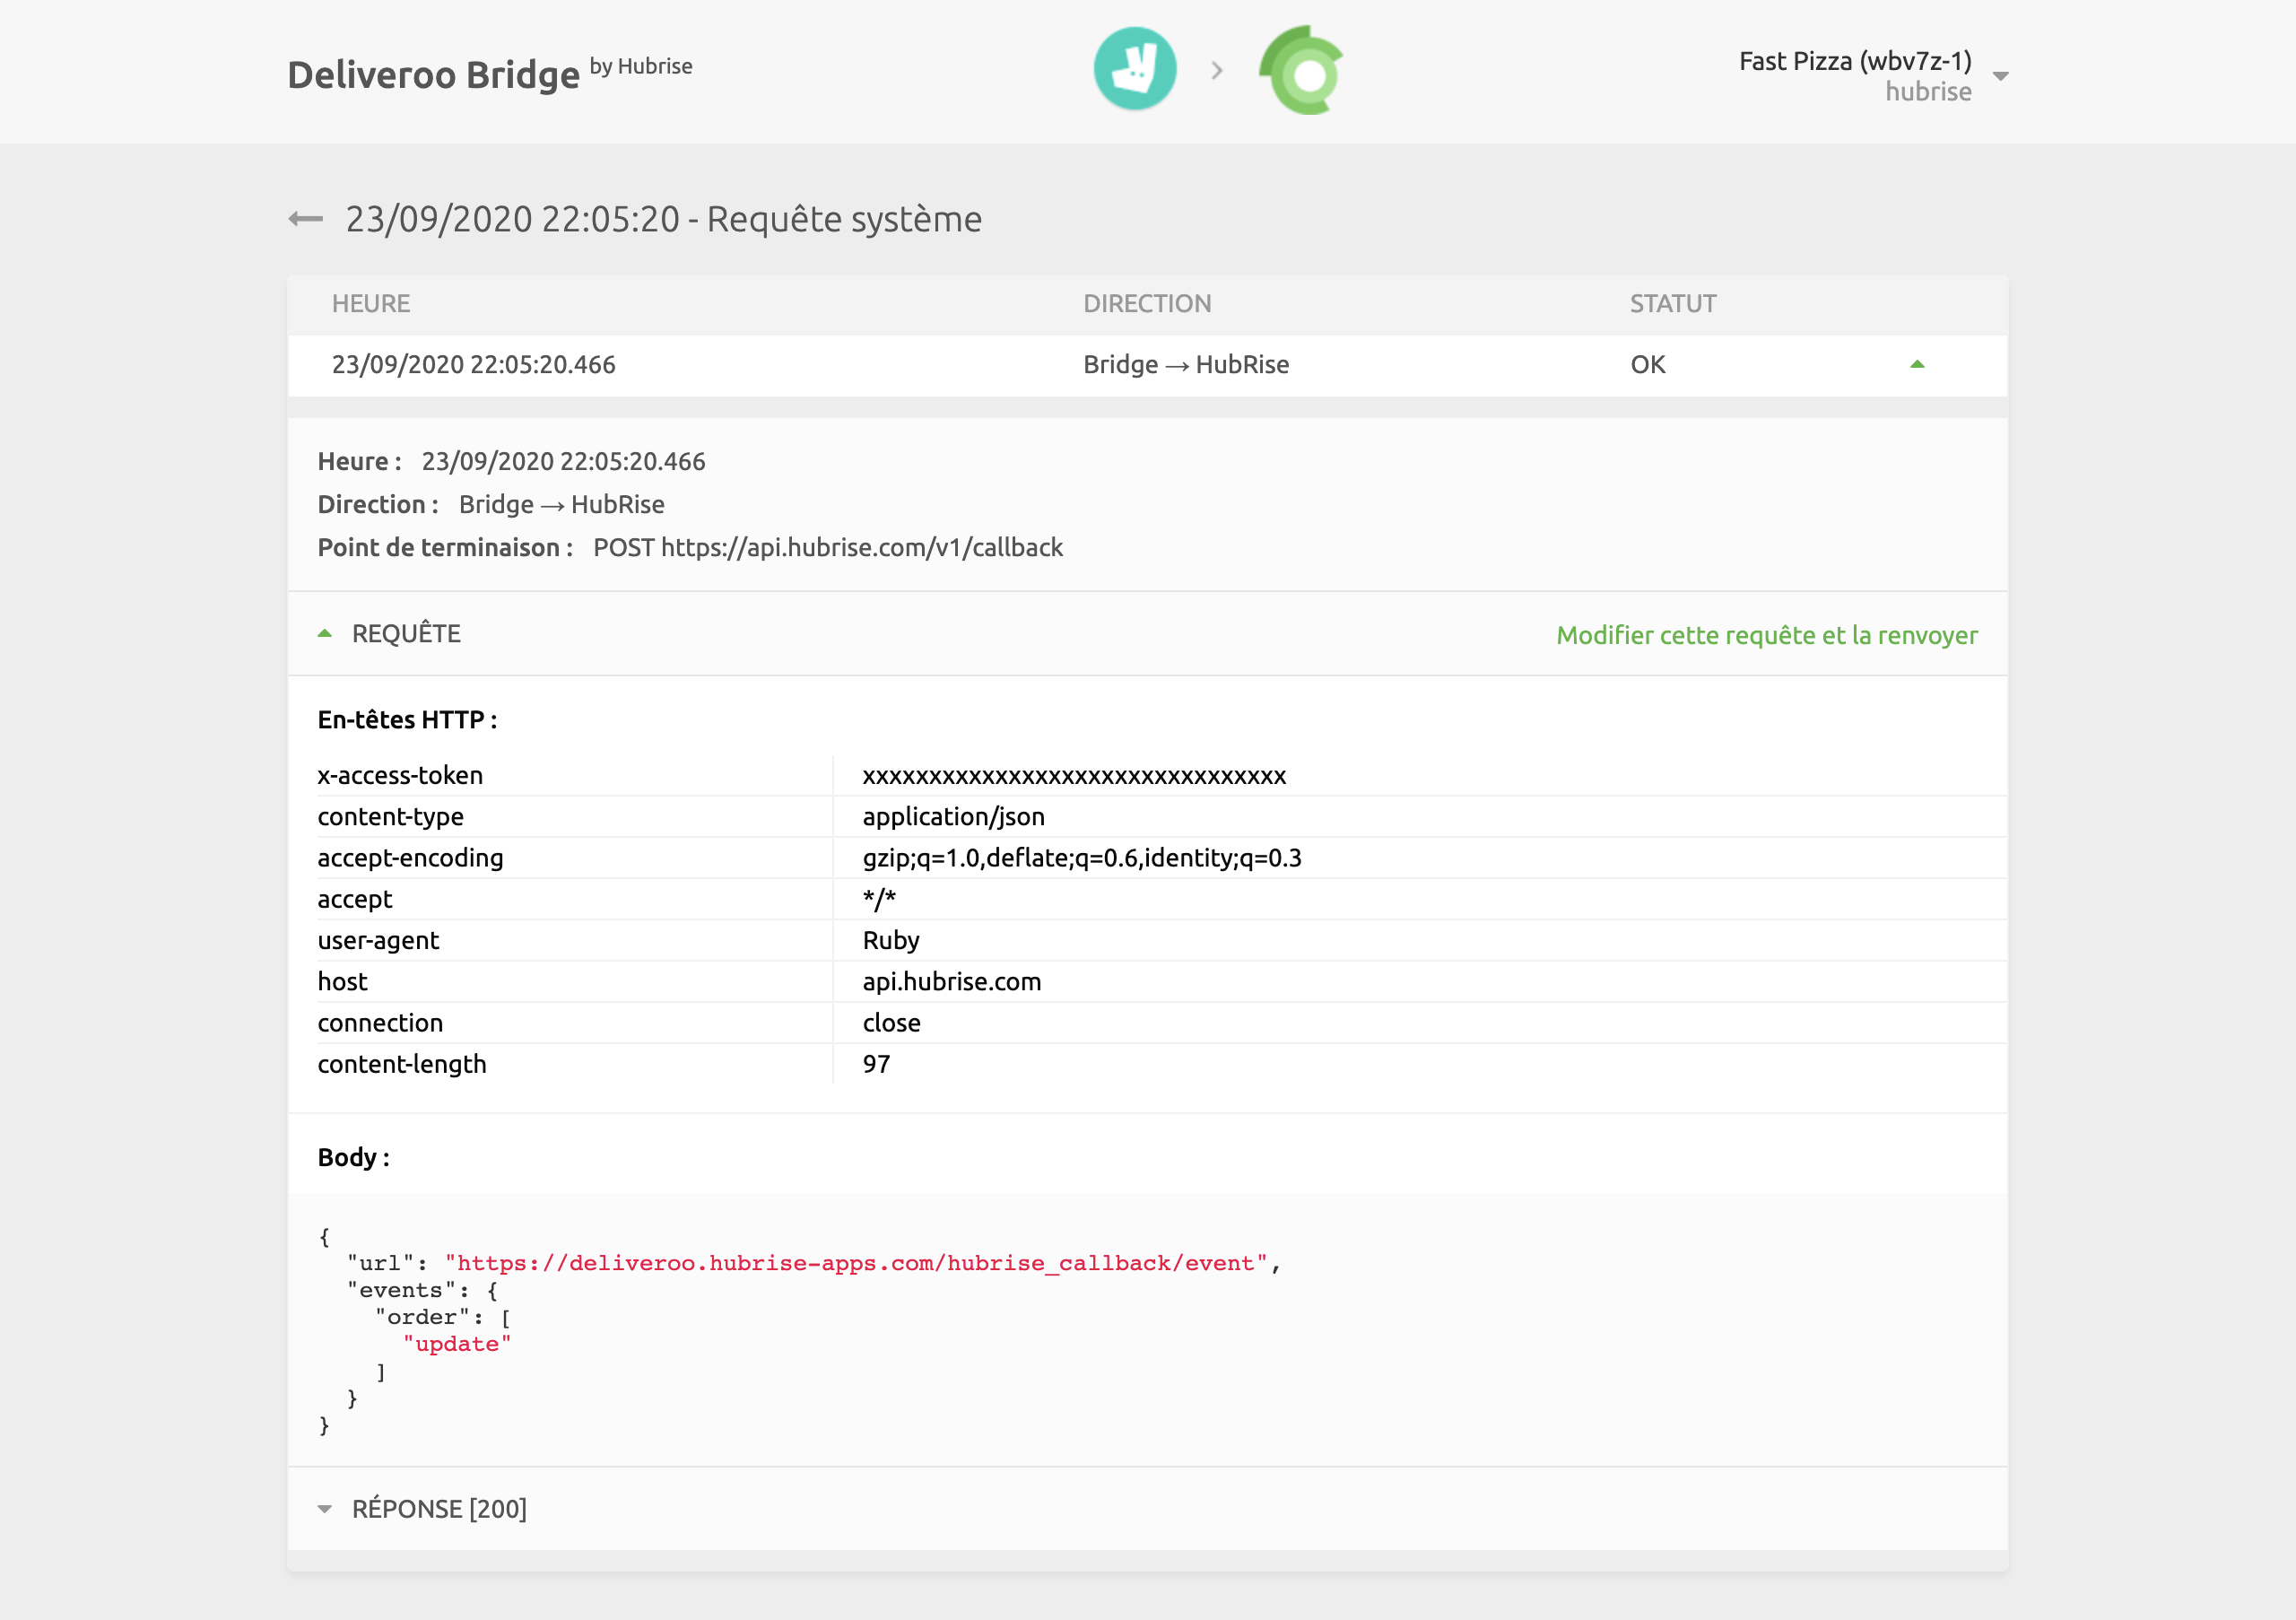 Deliveroo Bridge by Hubrise
Fast Pizza (wbv7z-1)
hubrise
23/09/2020 22:05:20 - Requête système
HEURE DIRECTION STATUT
23/09/2020 22:05:20.466 Bridge → HubRise OK
Heure : 23/09/2020 22:05:20.466
Direction : Bridge → HubRise
Point de terminaison : POST https://api.hubrise.com/v1/callback
REQUÊTE Modifier cette requête et la renvoyer
En-têtes HTTP :
x-access-token xxxxxxxxxxxxxxxxxxxxxxxxxxxxxxxx
content-type application/json
accept-encoding gzip;q=1.0,deflate;q=0.6,identity;q=0.3
accept */*
user-agent Ruby
host api.hubrise.com
connection close
content-length 97
Body :
{
  "url": "https://deliveroo.hubrise-apps.com/hubrise_callback/event",
  "events": {
    "order": [
      "update"
    ]
  }
}
RÉPONSE [200]